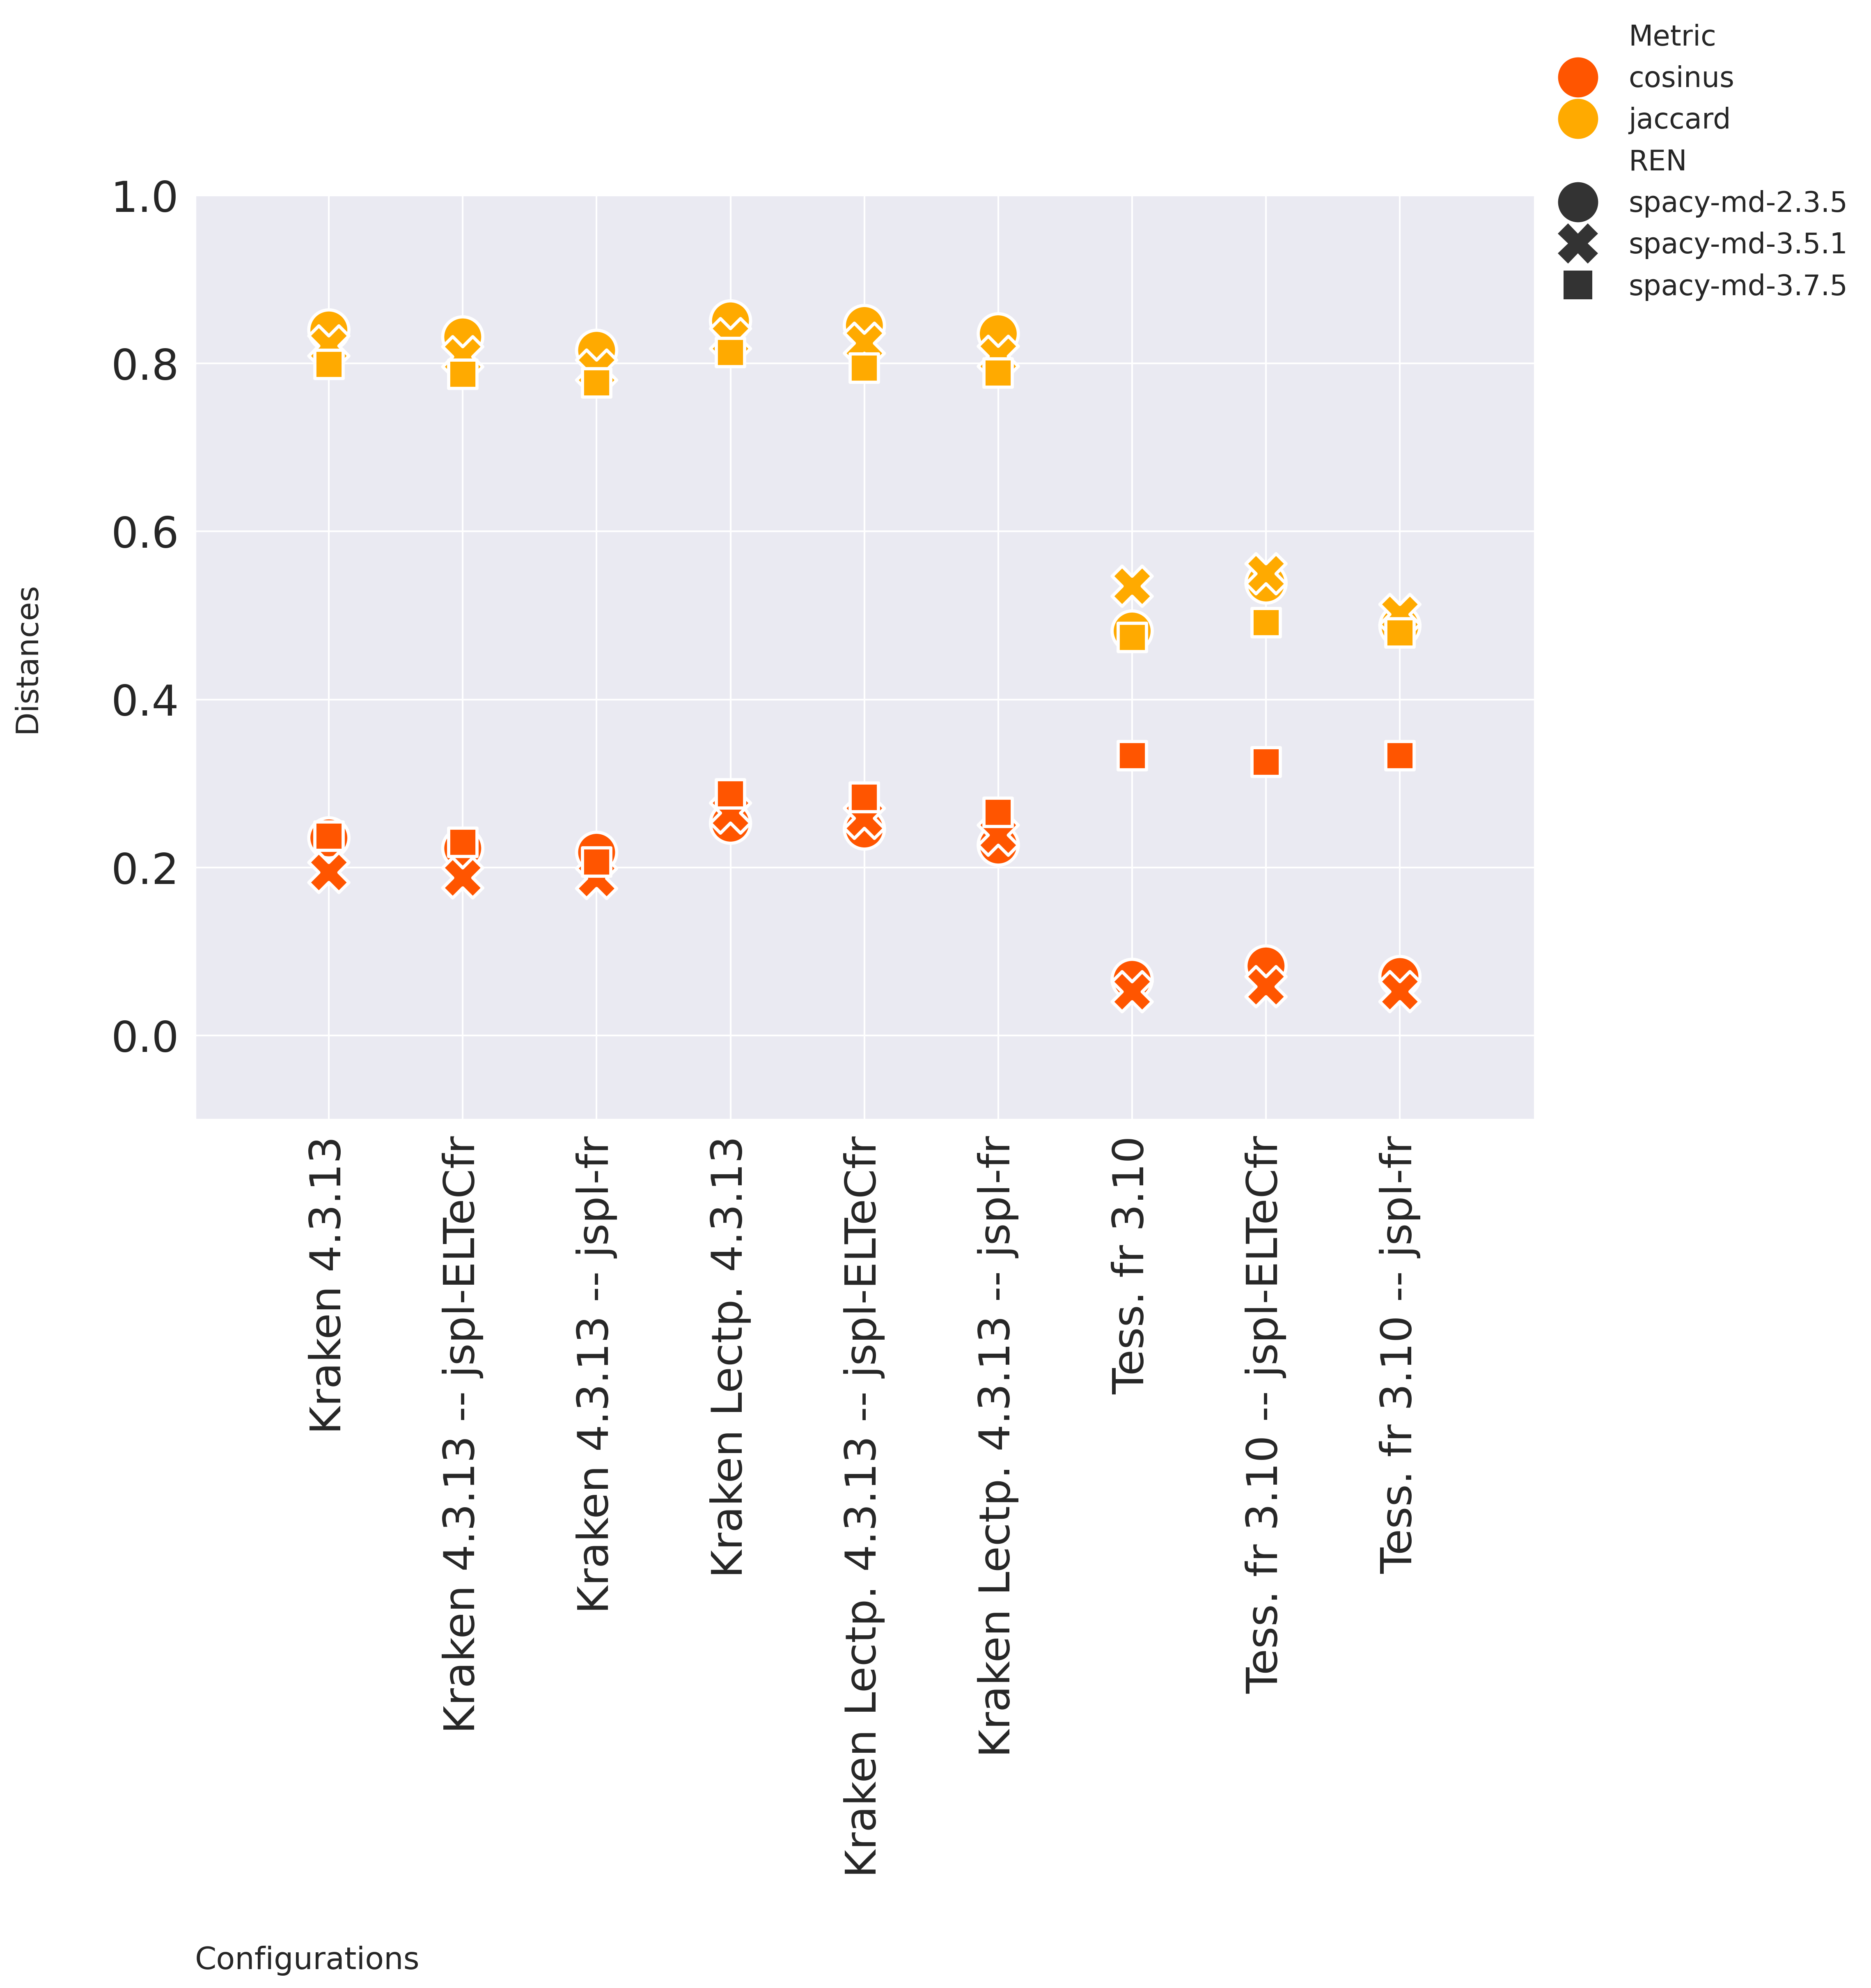 Metric
cosinus
jaccard
REN
spacy-md-2.3.5
spacy-md-3.5.1
spacy-md-3.7.5
Distances
1.0
0.8
0.6
0.4
0.2
0.0
Kraken 4.3.13
Kraken 4.3.13 -- jspl-ELTeCfr
Kraken 4.3.13 -- jspl-fr
Kraken Lectp. 4.3.13
Kraken Lectp. 4.3.13 -- jspl-ELTeCfr
Kraken Lectp. 4.3.13 -- jspl-fr
Tess. fr 3.10
Tess. fr 3.10 -- jspl-ELTeCfr
Tess. fr 3.10 -- jspl-fr
Configurations